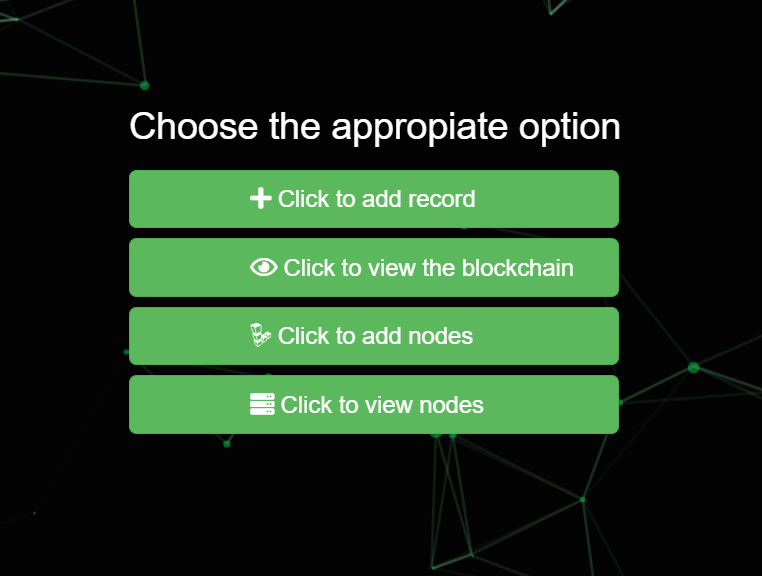 Choose the appropiate option
Click to add record
Click to view the blockchain
Click to add nodes
Click to view nodes